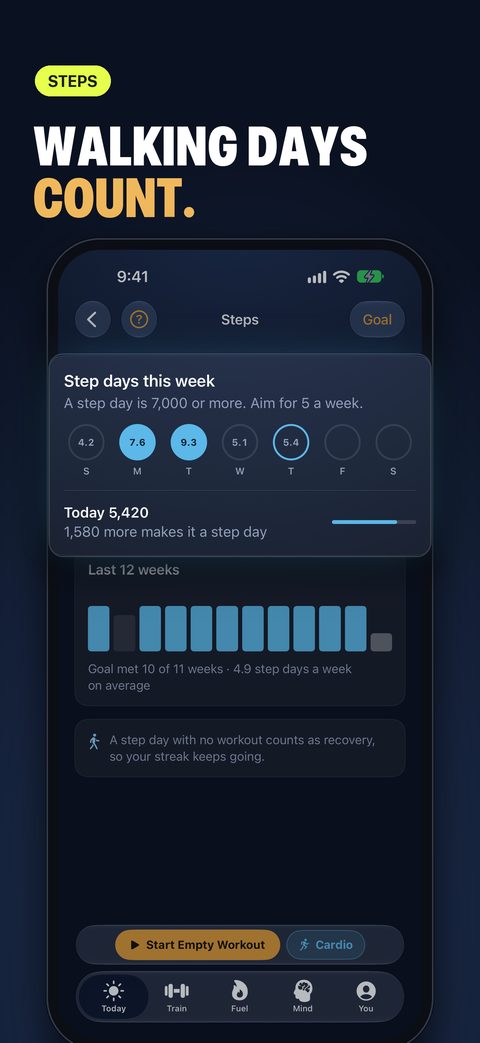 STEPS
WALKING DAYS
COUNT.
9:41
?
Steps
Goal
Step days this week
A step day is 7,000 or more. Aim for 5 a week.
4.2 7.6 9.3 5.1 5.4
S M T W T F S
Today 5,420
1,580 more makes it a step day
Last 12 weeks
Goal met 10 of 11 weeks · 4.9 step days a week
on average
A step day with no workout counts as recovery,
so your streak keeps going.
Start Empty Workout
Cardio
Today Train Fuel Mind You